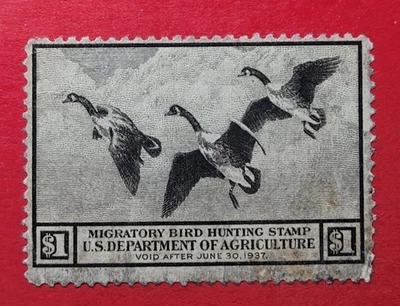 MIGRATORY BIRD HUNTING STAMP
$1 U.S. DEPARTMENT OF AGRICULTURE $1
VOID AFTER JUNE 30, 1937.